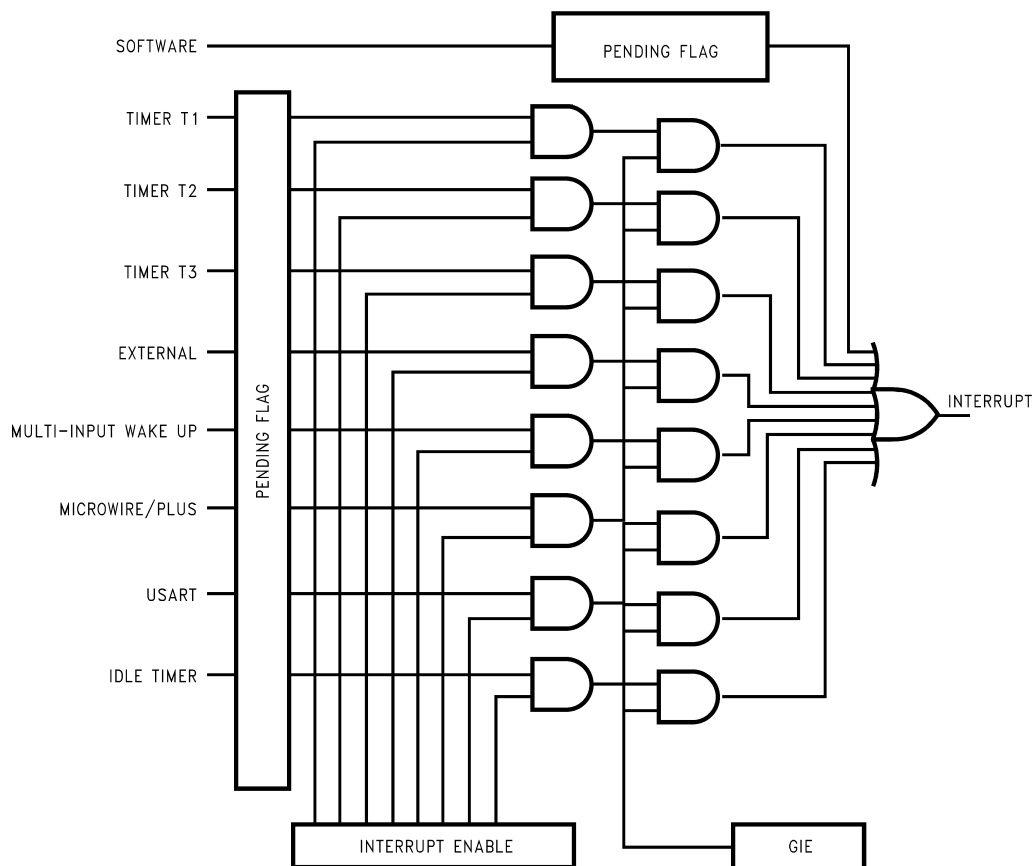 SOFTWARE
PENDING FLAG
TIMER T1
TIMER T2
TIMER T3
EXTERNAL
MULTI-INPUT WAKE UP
MICROWIRE/PLUS
USART
IDLE TIMER
PENDING FLAG
INTERRUPT
INTERRUPT ENABLE
GIE